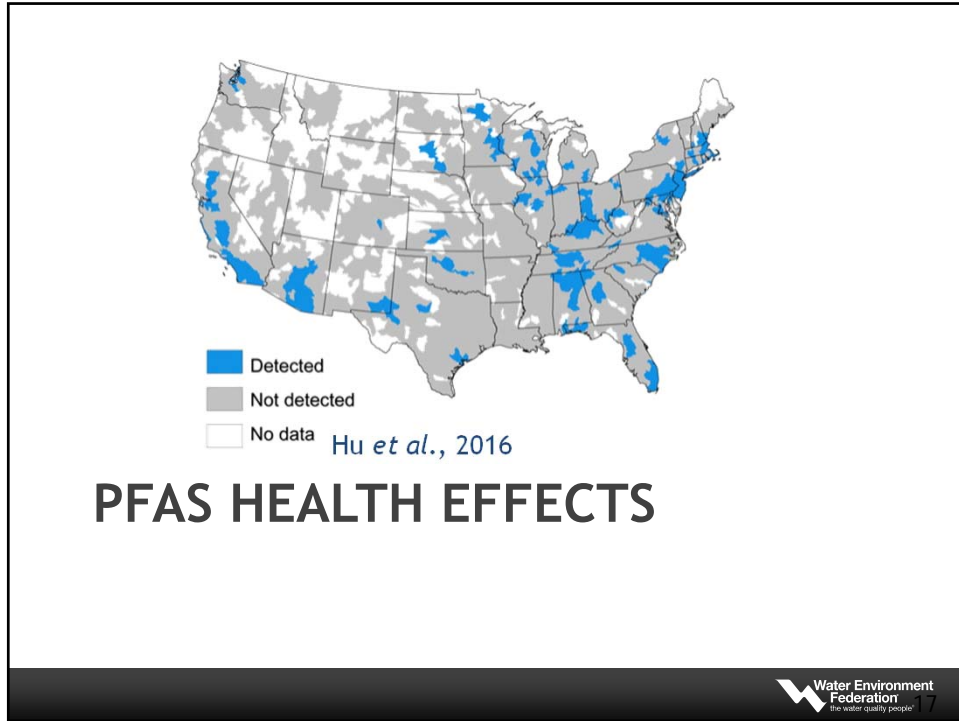 Detected
Not detected
No data
Hu et al., 2016
PFAS HEALTH EFFECTS
Water Environment
Federation
the water quality people
17